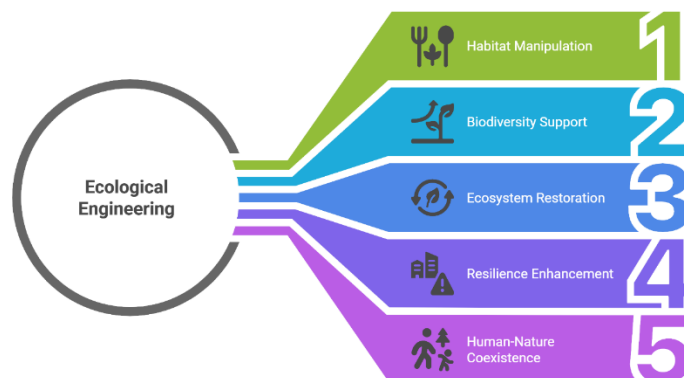 Ecological
Engineering
Habitat Manipulation
1
Biodiversity Support
2
Ecosystem Restoration
3
Resilience Enhancement
4
Human-Nature
Coexistence
5